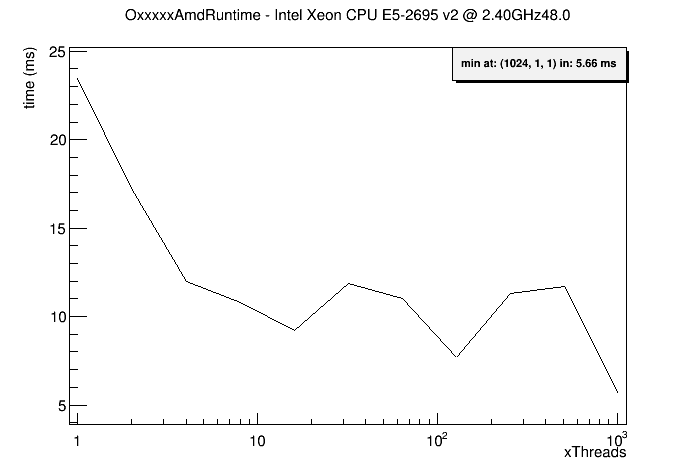 OxxxxxAmdRuntime - Intel Xeon CPU E5-2695 v2 @ 2.40GHz48.0
min at: (1024, 1, 1) in: 5.66 ms
time (ms)
25
20
15
10
5
1
10
10²
10³
xThreads